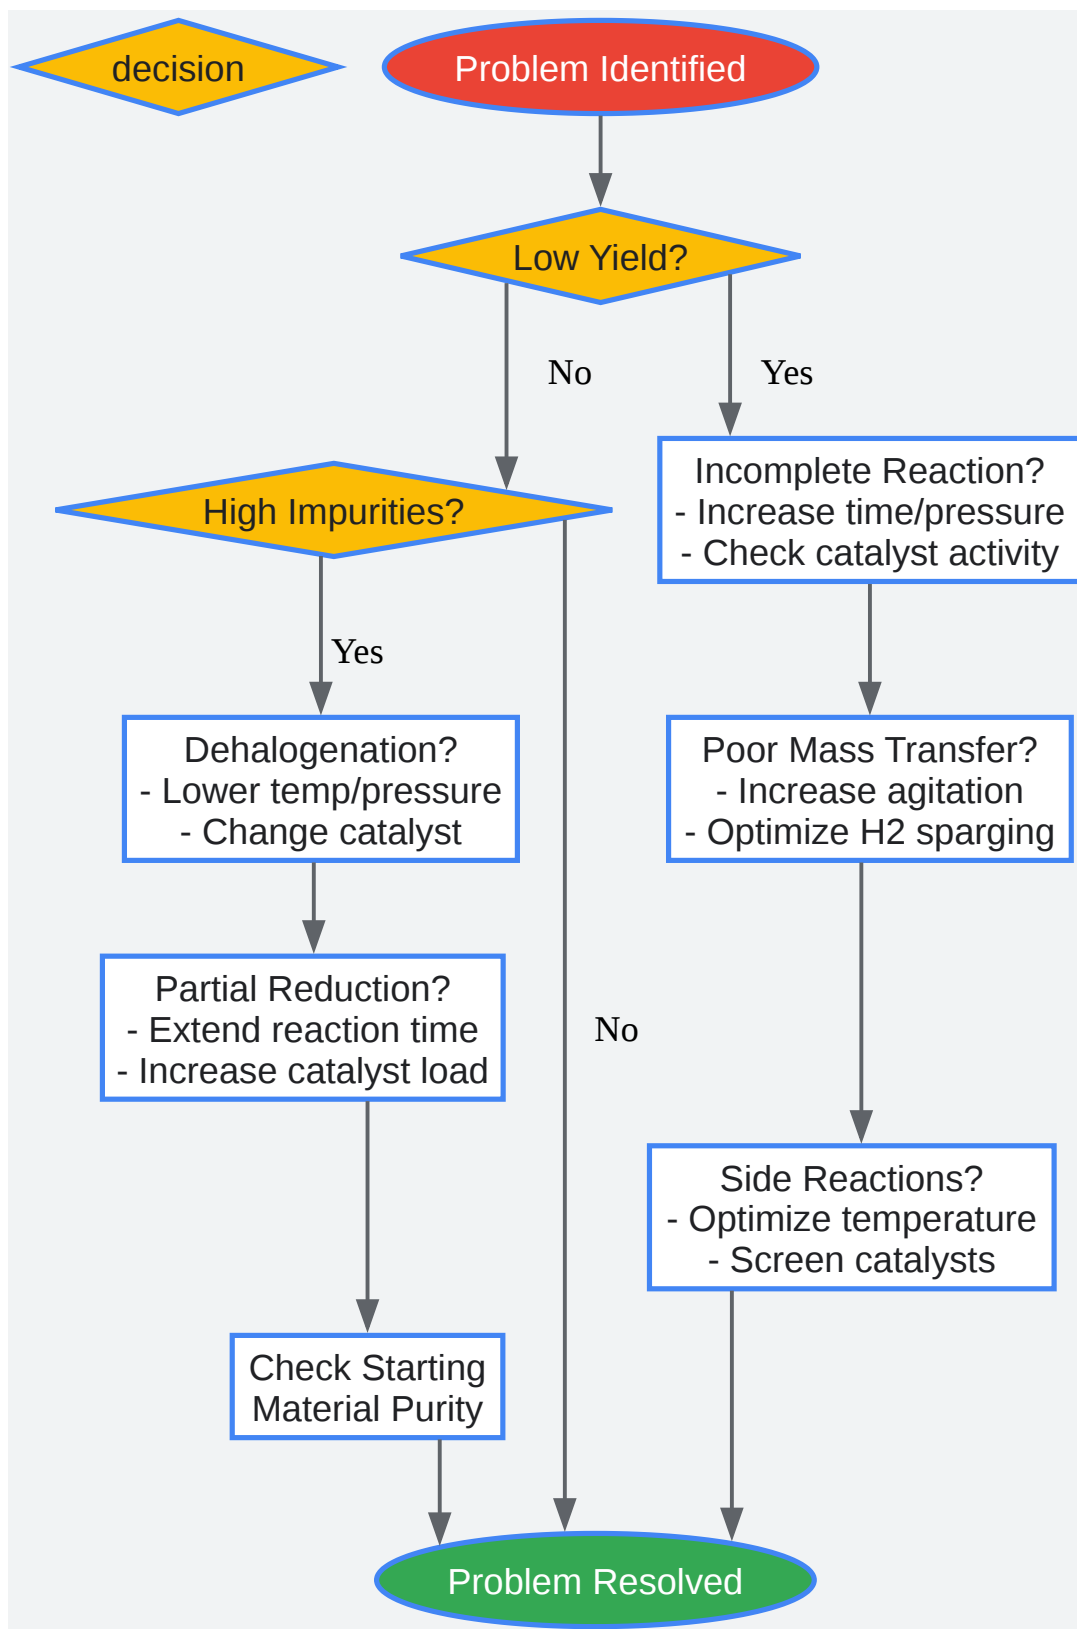 decision
Problem Identified
Low Yield?
No
Yes
Incomplete Reaction?
- Increase time/pressure
- Check catalyst activity
High Impurities?
Yes
Dehalogenation?
- Lower temp/pressure
- Change catalyst
Poor Mass Transfer?
- Increase agitation
- Optimize H2 sparging
Partial Reduction?
- Extend reaction time
- Increase catalyst load
No
Side Reactions?
- Optimize temperature
- Screen catalysts
Check Starting
Material Purity
Problem Resolved